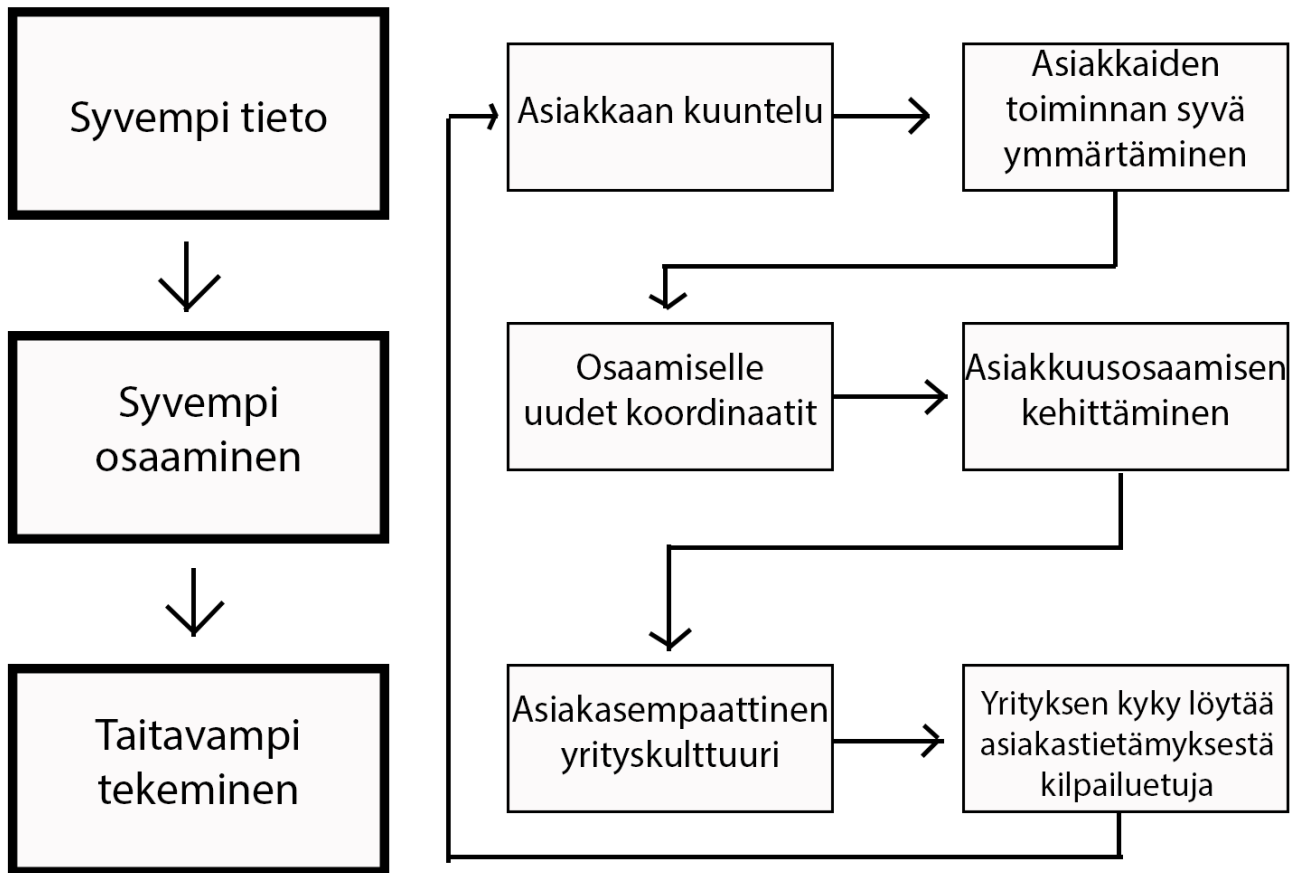 Syvempi tieto
Asiakkaan kuuntelu
Asiakkaiden
toiminnan syvä
ymmärtäminen
Syvempi
osaaminen
Osaamiselle
uudet koordinaatit
Asiakkuusosaamisen
kehittäminen
Taitavampi
tekeminen
Asiakasempaattinen
yrityskulttuuri
Yrityksen kyky löytää
asiakastietämyksestä
kilpailuetuja